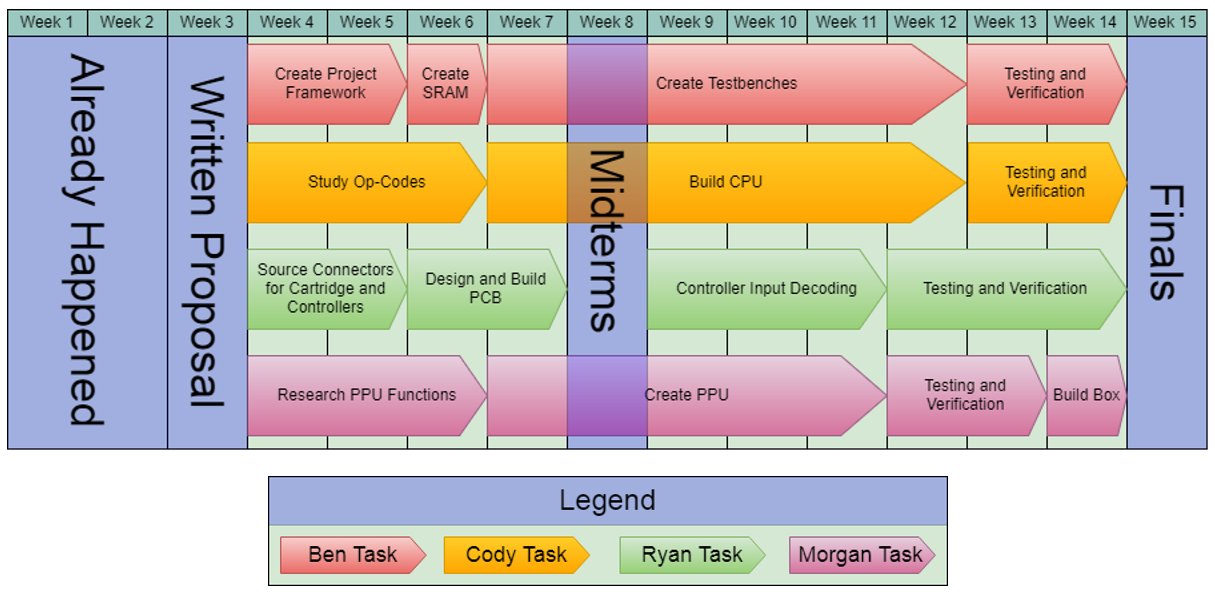 Week 1 Week 2 Week 3 Week 4 Week 5 Week 6 Week 7 Week 8 Week 9 Week 10 Week 11 Week 12 Week 13 Week 14 Week 15
Already Happened
Written Proposal
Create Project
Framework
Create
SRAM
Create Testbenches
Testing and
Verification
Study Op-Codes
Build CPU
Testing and
Verification
Midterms
Source Connectors
for Cartridge and
Controllers
Design and Build
PCB
Controller Input Decoding
Testing and Verification
Research PPU Functions
Create PPU
Testing and
Verification
Build Box
Finals
Legend
Ben Task
Cody Task
Ryan Task
Morgan Task